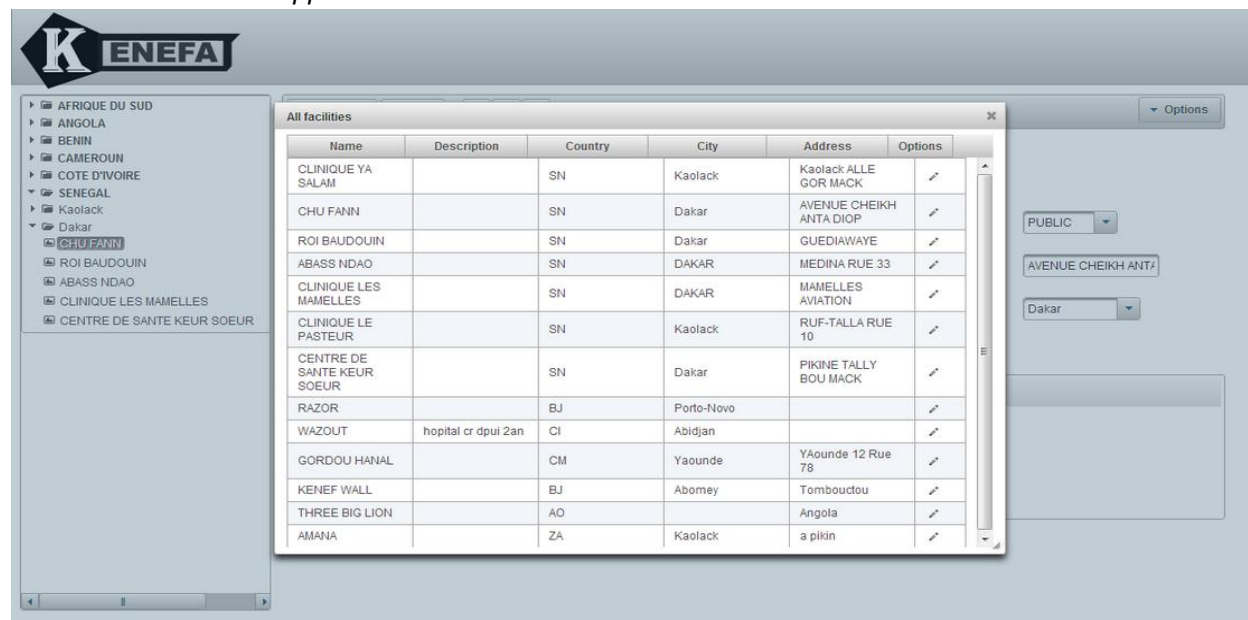 K ENEFA
AFRIQUE DU SUD
ANGOLA
BENIN
CAMEROUN
COTE D'IVOIRE
SENEGAL
Kaolack
Dakar
CHU FANN
ROI BAUDOUIN
ABASS NDAO
CLINIQUE LES MAMELLES
CENTRE DE SANTE KEUR SOEUR
Options
PUBLIC
AVENUE CHEIKH ANTA
Dakar
All facilities
Name Description Country City Address Options
CLINIQUE YA SN Kaolack Kaolack ALLE
SALAM GOR MACK
CHU FANN SN Dakar AVENUE CHEIKH
ANTA DIOP
ROI BAUDOUIN SN Dakar GUEDIAWAYE
ABASS NDAO SN DAKAR MEDINA RUE 33
CLINIQUE LES SN DAKAR MAMELLES
MAMELLES AVIATION
CLINIQUE LE SN Kaolack RUF-TALLA RUE
PASTEUR 10
CENTRE DE
SANTE KEUR SN Dakar PIKINE TALLY
SOEUR BOU MACK
RAZOR BJ Porto-Novo
WAZOUT hopital cr dpui 2an CI Abidjan
GORDOU HANAL CM Yaounde YAounde 12 Rue
78
KENEF WALL BJ Abomey Tombouctou
THREE BIG LION AO Angola
AMANA ZA Kaolack a pikin